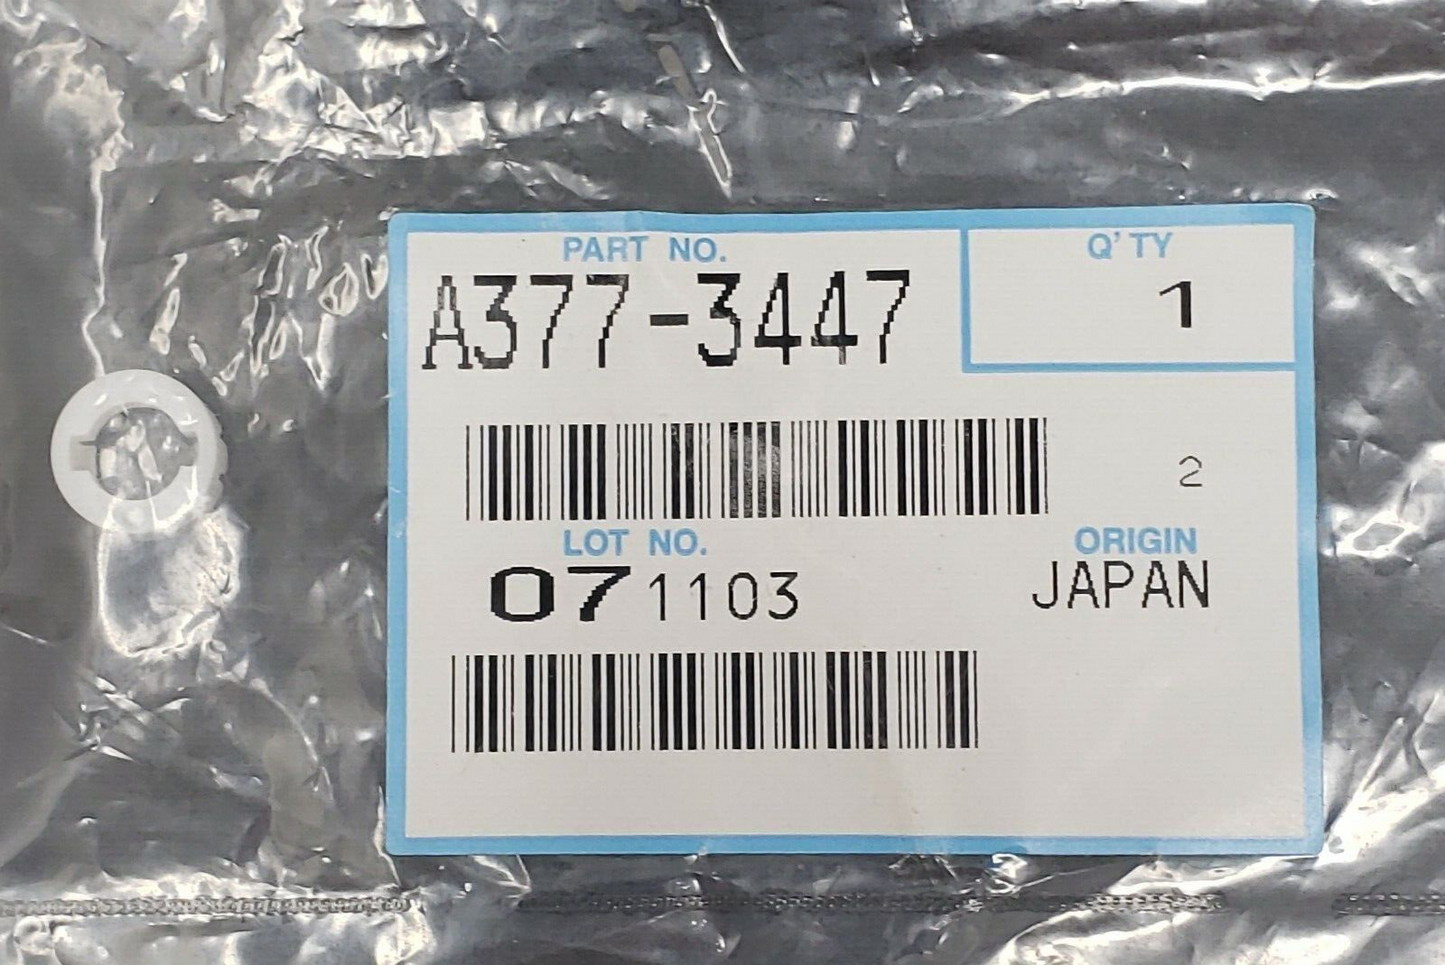 PART NO.
A377-3447
Q'TY
1
2
LOT NO.
071103
ORIGIN
JAPAN